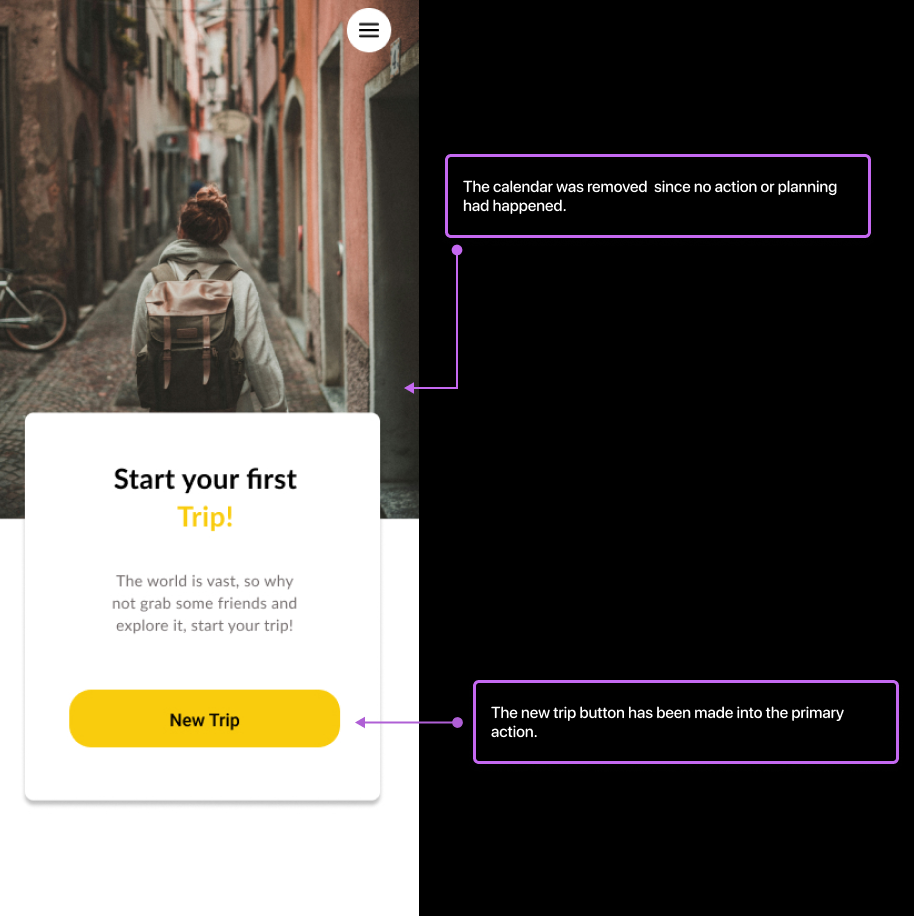 The calendar was removed  since no action or planning
had happened.
Start your first
Trip!
The world is vast, so why
not grab some friends and
explore it, start your trip!
New Trip
The new trip button has been made into the primary
action.